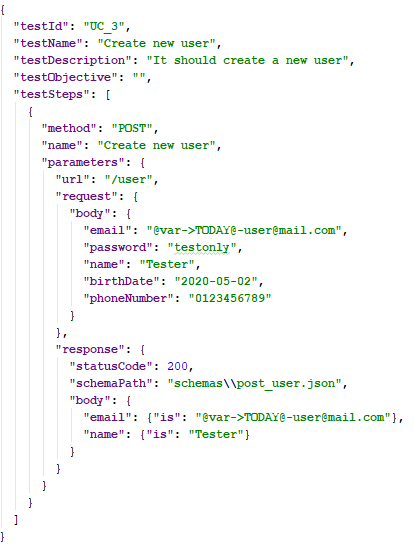 {
  "testId": "UC_3",
  "testName": "Create new user",
  "testDescription": "It should create a new user",
  "testObjective": "",
  "testSteps": [
    {
      "method": "POST",
      "name": "Create new user",
      "parameters": {
        "url": "/user",
        "request": {
          "body": {
            "email": "@var->TODAY@-user@mail.com",
            "password": "testonly",
            "name": "Tester",
            "birthDate": "2020-05-02",
            "phoneNumber": "0123456789"
          }
        },
        "response": {
          "statusCode": 200,
          "schemaPath": "schemas\\post_user.json",
          "body": {
            "email": {"is": "@var->TODAY@-user@mail.com"},
            "name": {"is": "Tester"}
          }
        }
      }
    }
  ]
}